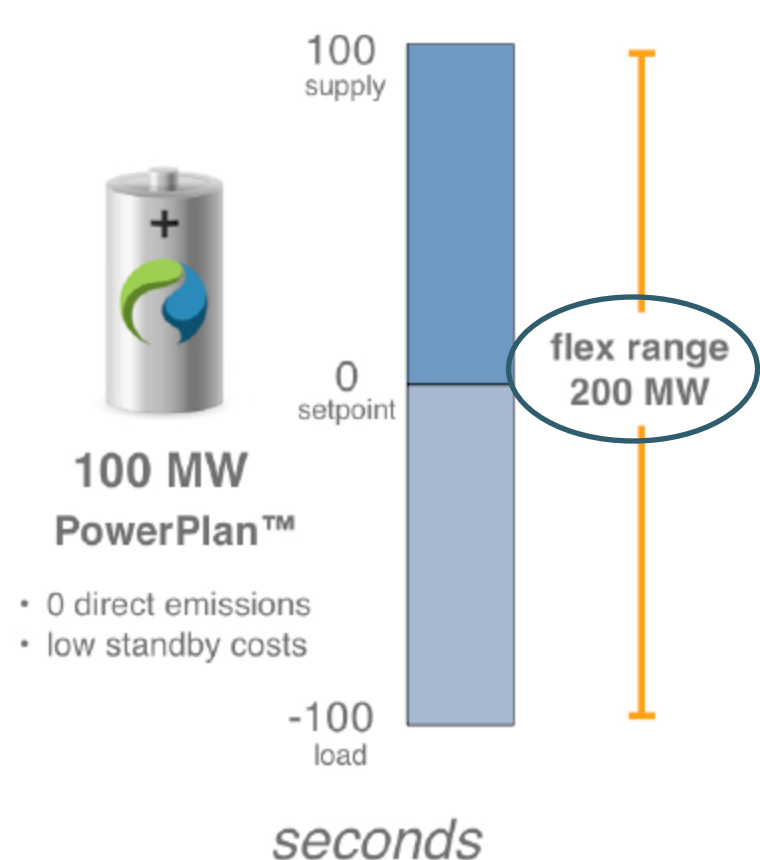 100
supply
+
0
setpoint
flex range
200 MW
100 MW
PowerPlan™
• 0 direct emissions
• low standby costs
-100
load
seconds